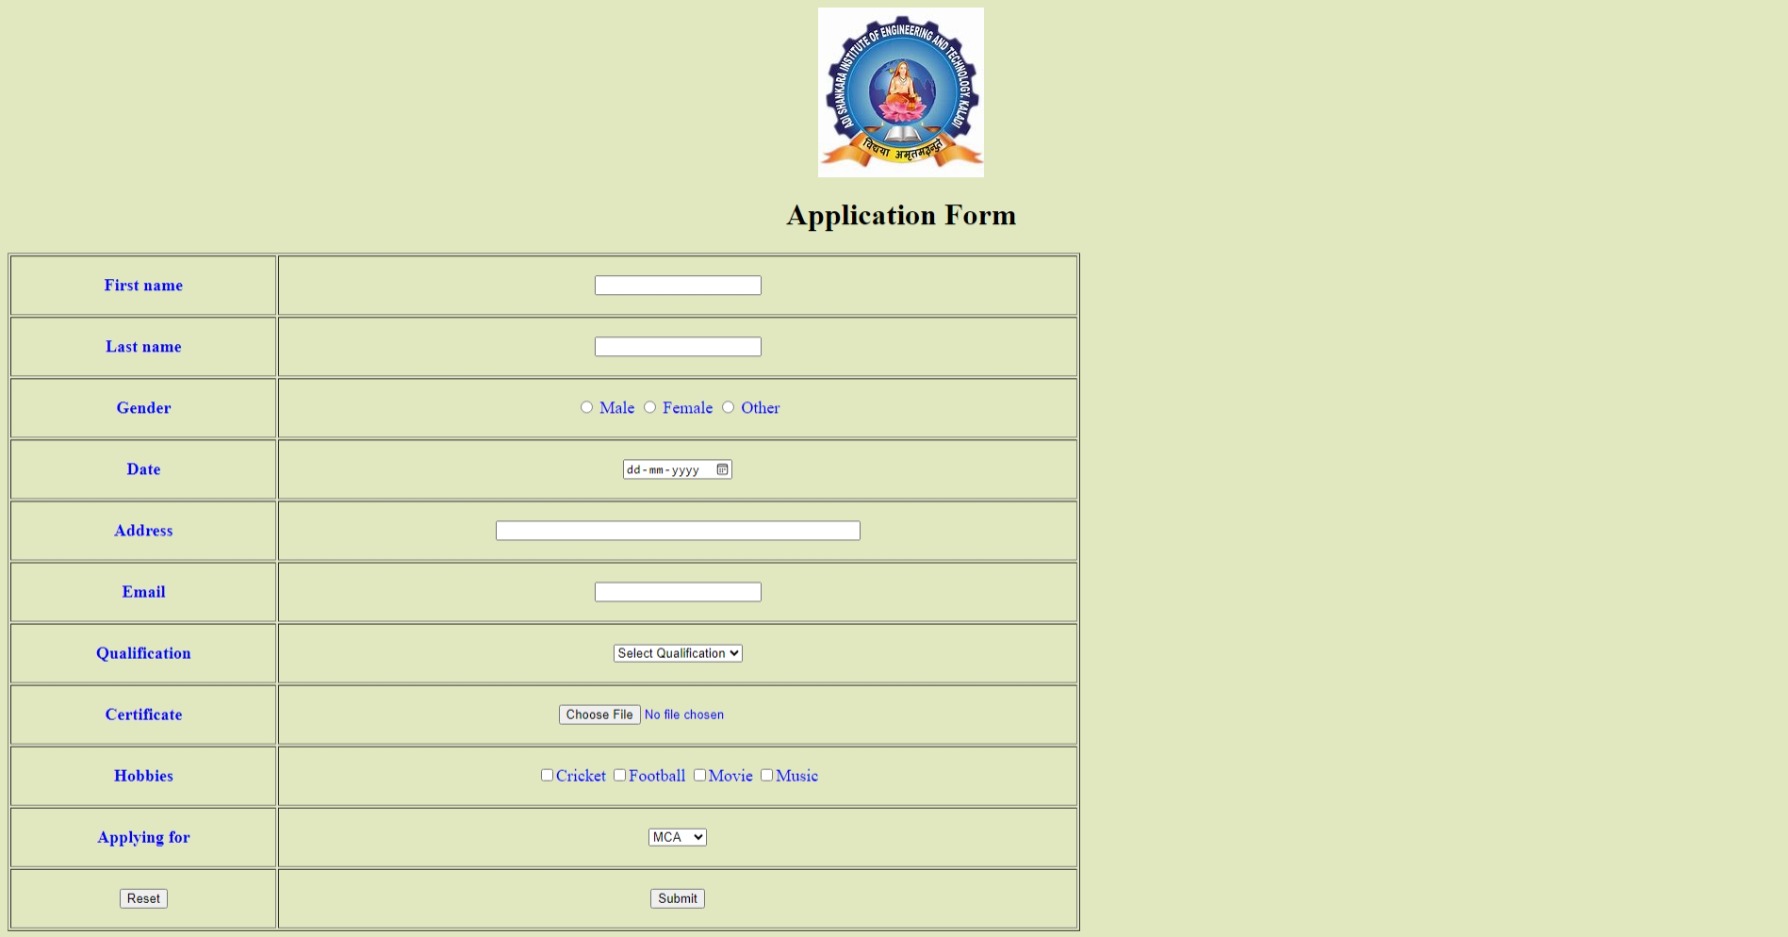 ADI SHANKARA INSTITUTE OF ENGINEERING AND TECHNOLOGY, KALADI
विद्यया अमृतमश्नुते
Application Form
First name
Last name
Gender Male Female Other
Date dd-mm-yyyy
Address
Email
Qualification Select Qualification
Certificate Choose File No file chosen
Hobbies Cricket Football Movie Music
Applying for MCA
Reset Submit